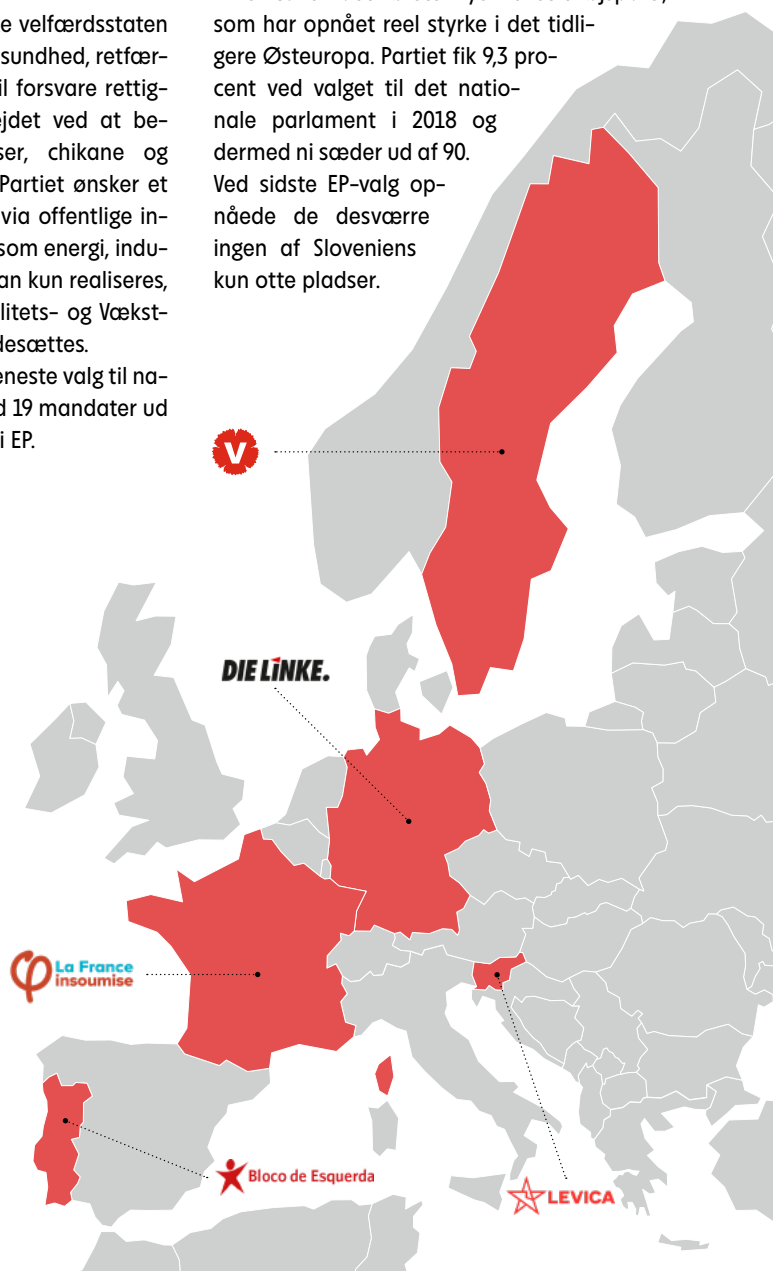 e velfærdsstaten
sundhed, retfær-
il forsvare rettig-
ejdet ved at be-
ser, chikane og
Partiet ønsker et
via offentlige in-
som energi, indu-
an kun realiseres,
litets- og Vækst-
desættes.
eneste valg til na-
d 19 mandater ud
i EP.
som har opnået reel styrke i det tidli-
gere Østeuropa. Partiet fik 9,3 pro-
cent ved valget til det natio-
nale parlament i 2018 og
dermed ni sæder ud af 90.
Ved sidste EP-valg op-
nåede de desværre
ingen af Sloveniens
kun otte pladser.
V
DIE LINKE.
La France
insoumise
Bloco de Esquerda
LEVICA